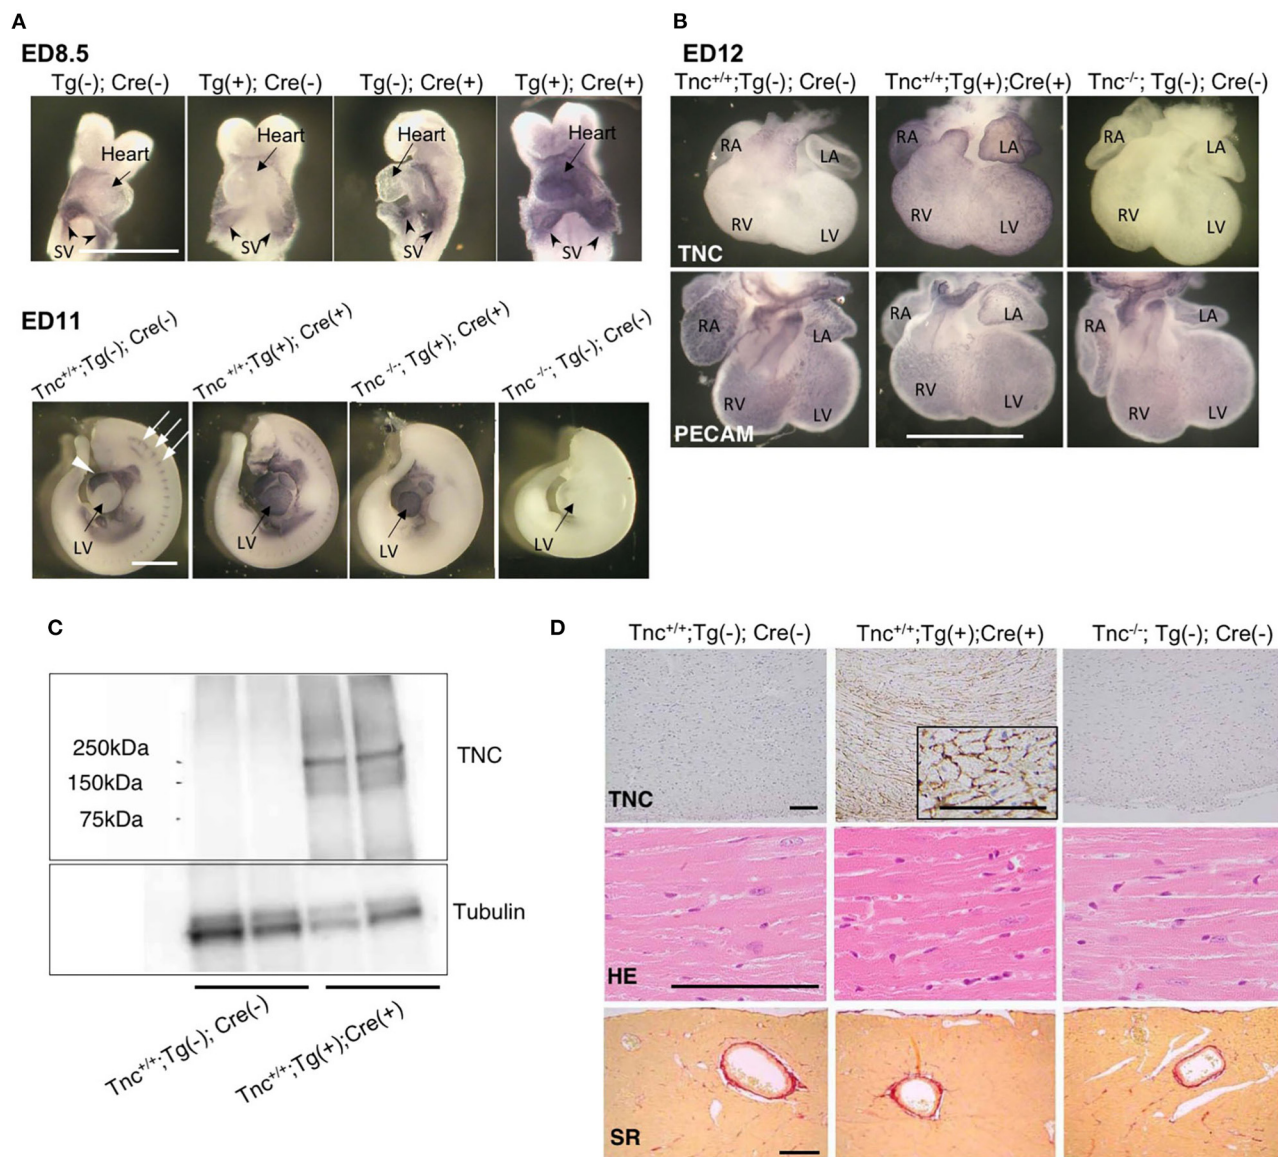 A
ED8.5
Tg(-); Cre(-)
Tg(+); Cre(-)
Tg(-); Cre(+)
Tg(+); Cre(+)
Heart
Heart
Heart
Heart
SV
SV
SV
SV
ED11
Tnc+/+;Tg(-); Cre(-)
Tnc +/+;Tg(+); Cre(+)
Tnc -/-; Tg(+); Cre(+)
Tnc -/-; Tg(-); Cre(-)
LV
LV
LV
LV
B
ED12
Tnc+/+;Tg(-); Cre(-)
Tnc+/+;Tg(+);Cre(+)
Tnc-/-; Tg(-); Cre(-)
RA
LA
RV
LV
TNC
RA
LA
RV
LV
RA
LA
RV
LV
RA
LA
RV
LV
PECAM
RA
LA
RV
LV
RA
LA
RV
LV
C
250kDa
150kDa
75kDa
TNC
Tubulin
Tnc+/+;Tg(-); Cre(-)
Tnc+/+;Tg(+);Cre(+)
D
Tnc+/+;Tg(-); Cre(-)
Tnc+/+;Tg(+);Cre(+)
Tnc-/-; Tg(-); Cre(-)
TNC
HE
SR